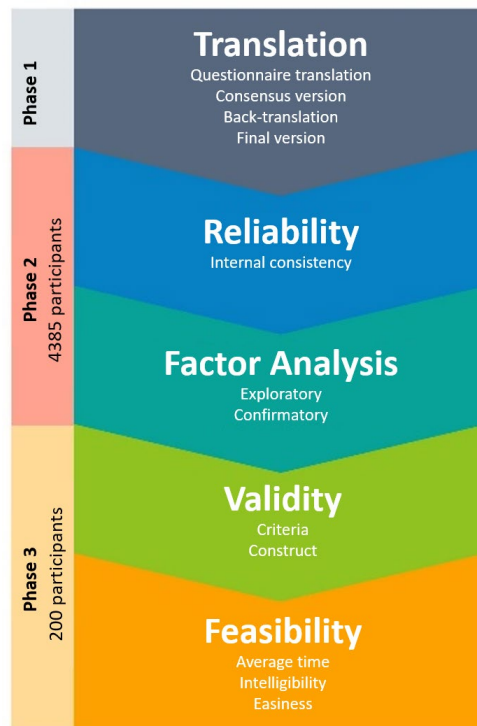 Phase 1
Translation
Questionnaire translation
Consensus version
Back-translation
Final version
Phase 2
4385 participants
Reliability
Internal consistency
Factor Analysis
Exploratory
Confirmatory
Phase 3
200 participants
Validity
Criteria
Construct
Feasibility
Average time
Intelligibility
Easiness